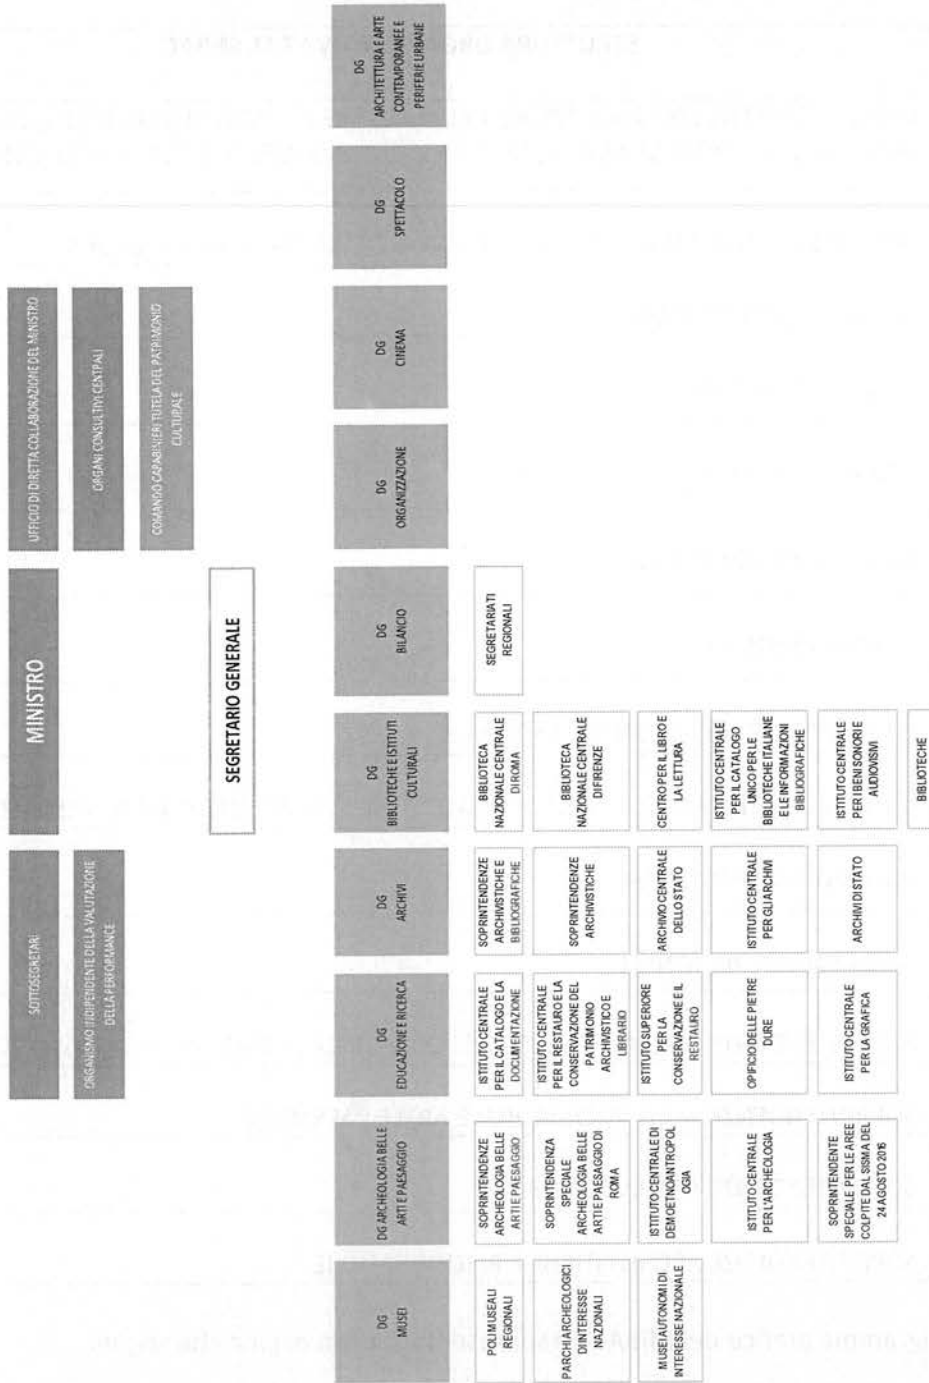 SOTTOSEGRETARI
ORGANISMO INDIPENDENTE DELLA VALUTAZIONE
DELLA PERFORMANCE
MINISTRO
UFFICIO DI DIRETTA COLLABORAZIONE DEL MINISTRO
ORGANI CONSULTIVI CENTRALI
COMANDO CARABINIERI TUTELA DEL PATRIMONIO
CULTURALE
SEGRETARIO GENERALE
DG
MUSEI
DG ARCHEOLOGIA BELLE
ARTI E PAESAGGIO
DG
EDUCAZIONE E RICERCA
DG
ARCHIVI
DG
BIBLIOTECHE E ISTITUTI
CULTURALI
DG
BILANCIO
DG
ORGANIZZAZIONE
DG
CINEMA
DG
SPETTACOLO
DG
ARCHITETTURA E ARTE
CONTEMPORANEE E
PERIFERIE URBANE
POLI MUSEALI
REGIONALI
PARCHI ARCHEOLOGICI
DI INTERESSE
NAZIONALI
MUSEI AUTONOMI DI
INTERESSE NAZIONALE
SOPRINTENDENZE
ARCHEOLOGIA BELLE
ARTI E PAESAGGIO
SOPRINTENDENZA
SPECIALE
ARCHEOLOGIA BELLE
ARTI E PAESAGGIO DI
ROMA
ISTITUTO CENTRALE DI
DEMOETNOANTROPOL
OGIA
ISTITUTO CENTRALE
PER L'ARCHEOLOGIA
SOPRINTENDENTE
SPECIALE PER LE AREE
COLPITE DAL SISMA DEL
24 AGOSTO 2016
ISTITUTO CENTRALE
PER IL CATALOGO E LA
DOCUMENTAZIONE
ISTITUTO CENTRALE
PER IL RESTAURO E LA
CONSERVAZIONE DEL
PATRIMONIO
ARCHIVISTICO E
LIBRARIO
ISTITUTO SUPERIORE
PER LA
CONSERVAZIONE E IL
RESTAURO
OPIFICIO DELLE PIETRE
DURE
ISTITUTO CENTRALE
PER LA GRAFICA
SOPRINTENDENZE
ARCHIVISTICHE E
BIBLIOGRAFICHE
SOPRINTENDENZE
ARCHIVISTICHE
ARCHIVIO CENTRALE
DELLO STATO
ISTITUTO CENTRALE
PER GLI ARCHIVI
ARCHIVI DI STATO
BIBLIOTECA
NAZIONALE CENTRALE
DI ROMA
BIBLIOTECA
NAZIONALE CENTRALE
DI FIRENZE
CENTRO PER IL LIBRO E
LA LETTURA
ISTITUTO CENTRALE
PER IL CATALOGO
UNICO PER LE
BIBLIOTECHE ITALIANE
E LE INFORMAZIONI
BIBLIOGRAFICHE
ISTITUTO CENTRALE
PER I BENI SONORI E
AUDIOVISIVI
BIBLIOTECHE
SEGRETARIATI
REGIONALI